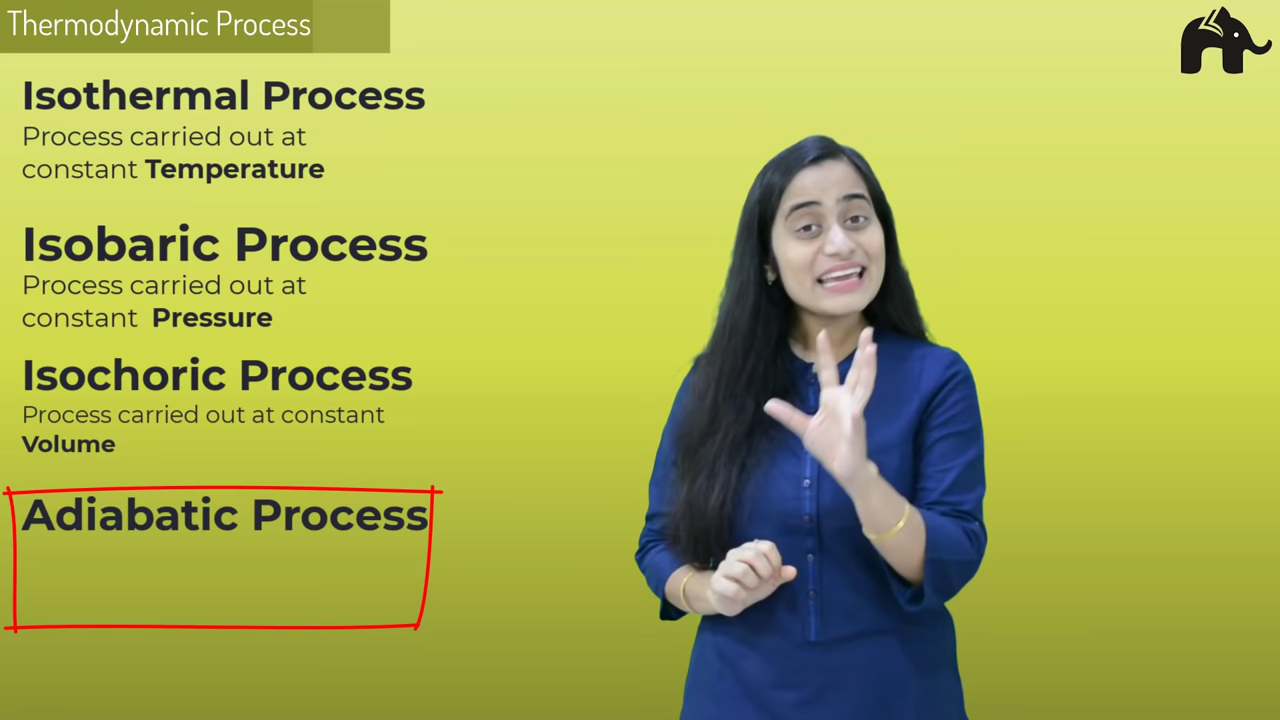 Thermodynamic Process
Isothermal Process
Process carried out at
constant Temperature
Isobaric Process
Process carried out at
constant Pressure
Isochoric Process
Process carried out at constant
Volume
Adiabatic Process